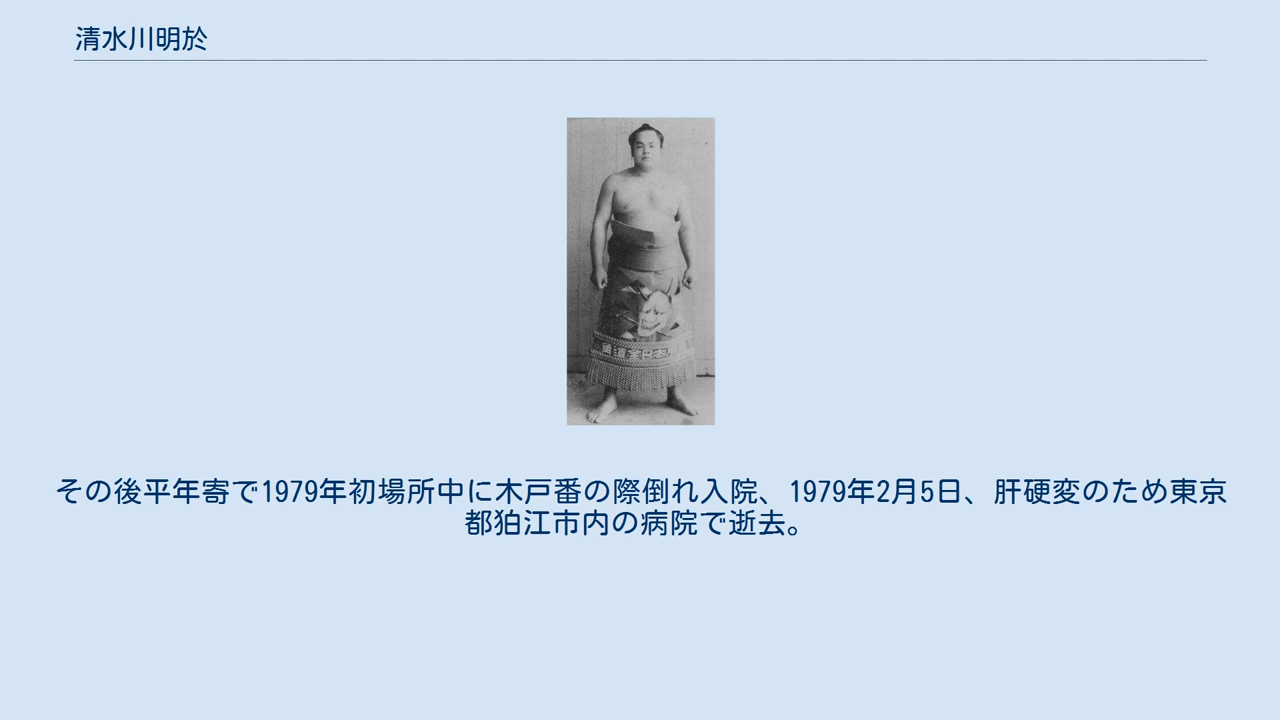 清水川明於
その後平年寄で1979年初場所中に木戸番の際倒れ入院、1979年2月5日、肝硬変のため東京
都狛江市内の病院で逝去。